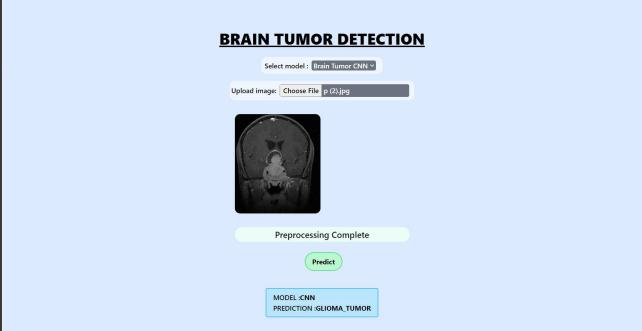 BRAIN TUMOR DETECTION
Select model : Brain Tumor CNN
Upload image: Choose File p (2).jpg
Preprocessing Complete
Predict
MODEL :CNN
PREDICTION :GLIOMA_TUMOR